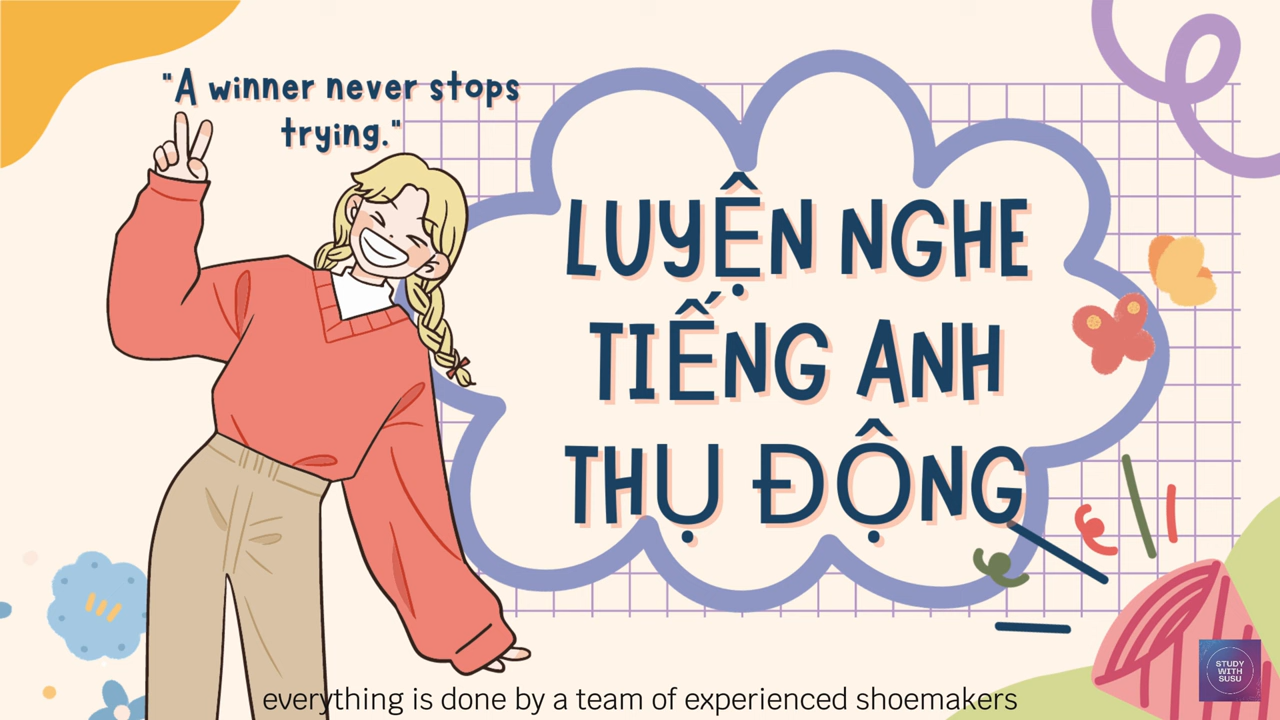 "A winner never stops
trying."
LUYỆN NGHE
TIẾNG ANH
THỤ ĐỘNG
STUDY
WITH
SUSU
everything is done by a team of experienced shoemakers